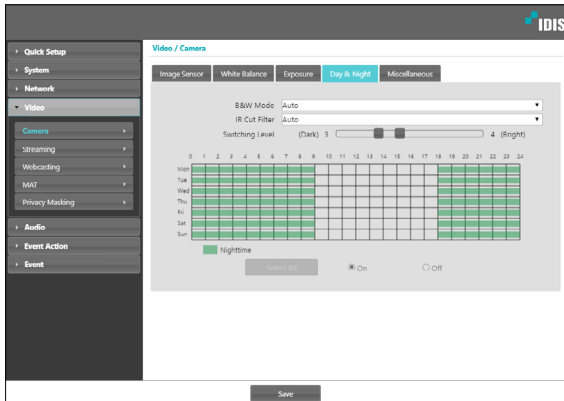 IDIS
Quick Setup
System
Network
Video
Camera
Streaming
Webcasting
MAT
Privacy Masking
Audio
Event Action
Event
Video / Camera
Image Sensor White Balance Exposure Day & Night Miscellaneous
B&W Mode Auto
IR Cut Filter Auto
Switching Level (Dark) 3 4 (Bright)
0 1 2 3 4 5 6 7 8 9 10 11 12 13 14 15 16 17 18 19 20 21 22 23 24
Mon
Tue
Wed
Thu
Fri
Sat
Sun
Nighttime
Select All On Off
Save